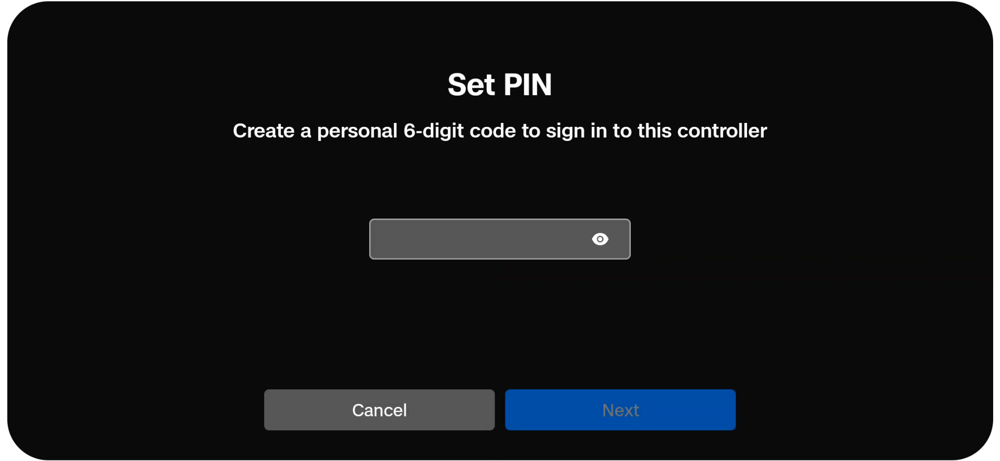 Set PIN
Create a personal 6-digit code to sign in to this controller
Cancel
Next